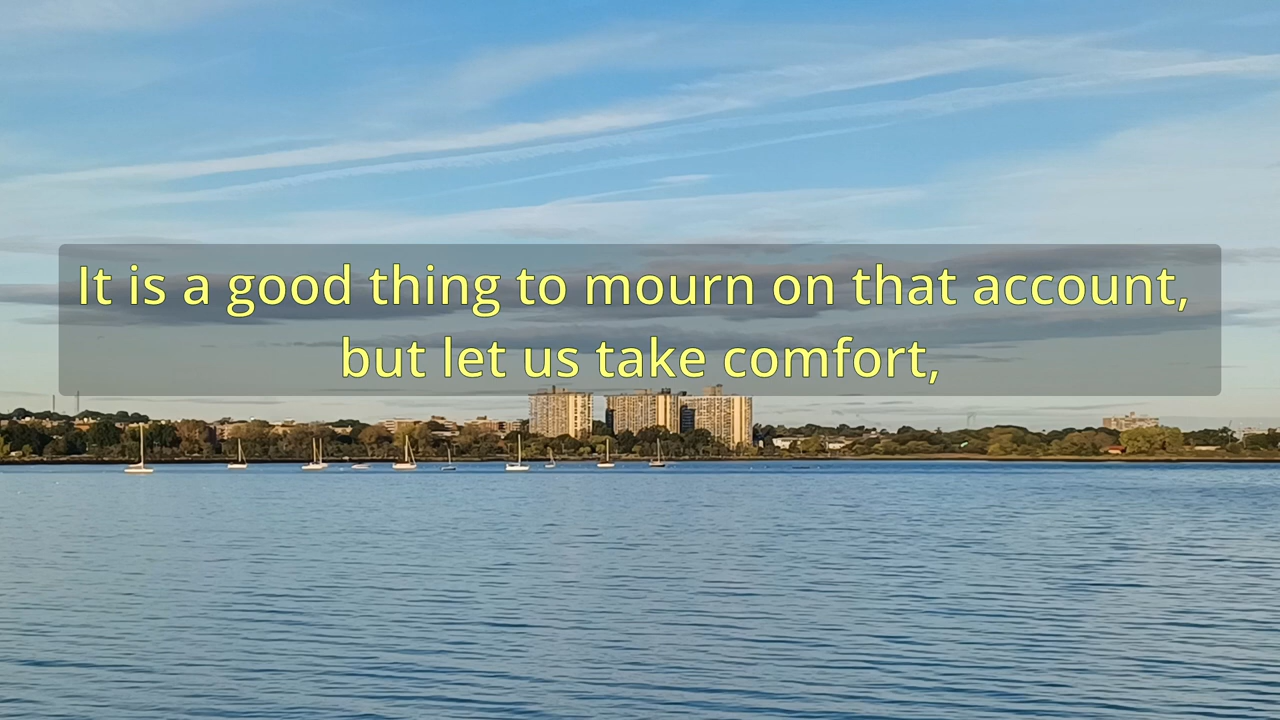 It is a good thing to mourn on that account,
but let us take comfort,